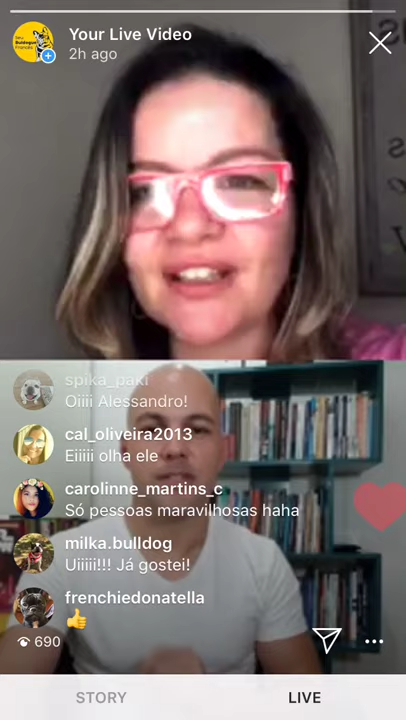 Your Live Video
2h ago
spika_paki
Oiiii Alessandro!
cal_oliveira2013
Eiiiii olha ele
carolinne_martins_c
Só pessoas maravilhosas haha
milka.bulldog
Uiiiii!!! Já gostei!
frenchiedonatella
👍
690
STORY
LIVE